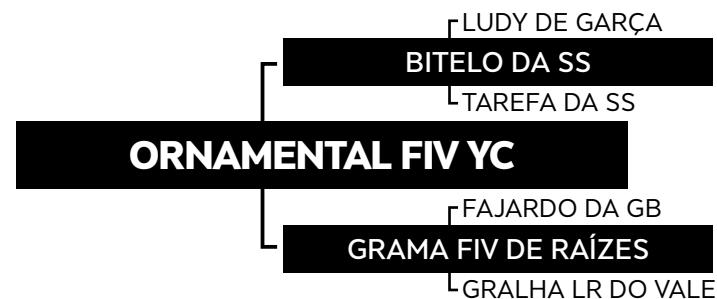 LUDY DE GARÇA
BITELO DA SS
TAREFA DA SS
ORNAMENTAL FIV YC
FAJARDO DA GB
GRAMA FIV DE RAÍZES
GRALHA LR DO VALE